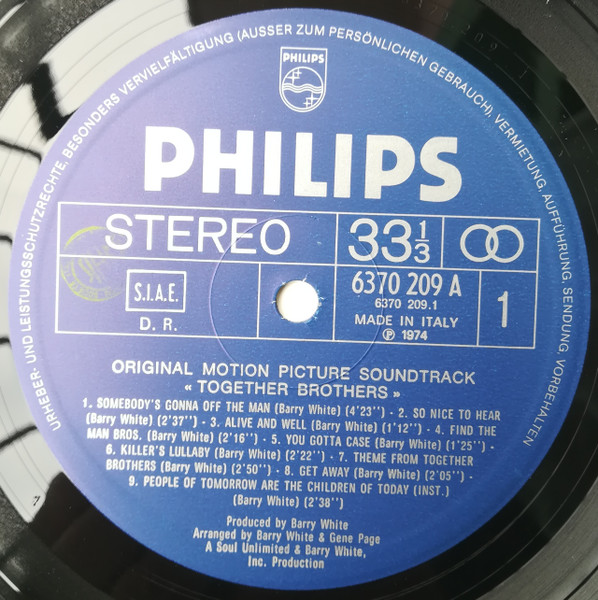 URHEBER- UND LEISTUNGSSCHUTZRECHTE, BESONDERS VERVIELFÄLTIGUNG (AUSSER ZUM PERSÖNLICHEN GEBRAUCH), VERMIETUNG, AUFFÜHRUNG, SENDUNG, VORBEHALTEN
PHILIPS
PHILIPS
STEREO 33 1/3
S.I.A.E.
D. R.
6370 209 A
6370 209.1
MADE IN ITALY
Ⓟ 1974
1
ORIGINAL MOTION PICTURE SOUNDTRACK
« TOGETHER BROTHERS »
1. SOMEBODY'S GONNA OFF THE MAN (Barry White) (4'23'') - 2. SO NICE TO HEAR
(Barry White) (2'37'') - 3. ALIVE AND WELL (Barry White) (1'12'') - 4. FIND THE
MAN BROS. (Barry White) (2'16'') - 5. YOU GOTTA CASE (Barry White) (1'25'') -
6. KILLER'S LULLABY (Barry White) (2'22'') - 7. THEME FROM TOGETHER
BROTHERS (Barry White) (2'50'') - 8. GET AWAY (Barry White) (2'05'') -
9. PEOPLE OF TOMORROW ARE THE CHILDREN OF TODAY (INST.)
(Barry White) (2'38'')
Produced by Barry White
Arranged by Barry White & Gene Page
A Soul Unlimited & Barry White,
Inc. Production